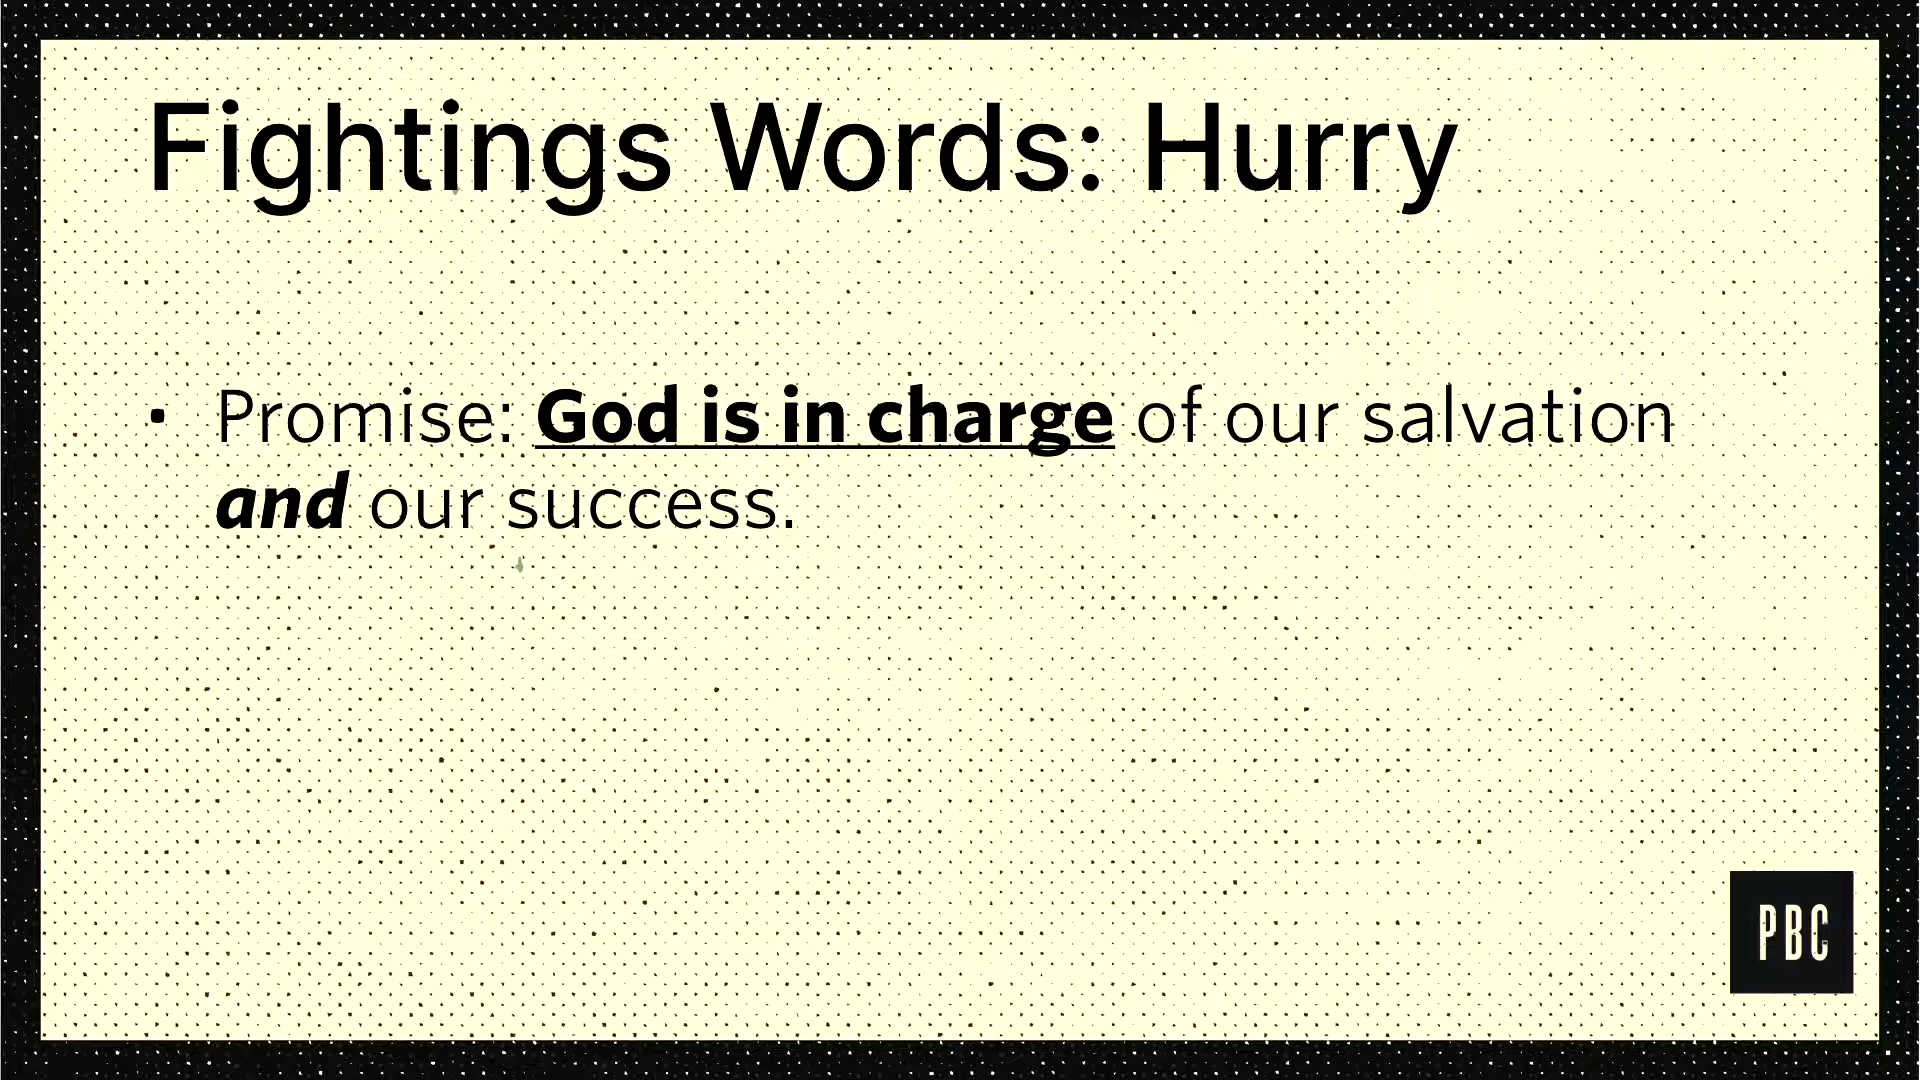 Fightings Words: Hurry
• Promise: God is in charge of our salvation
and our success.
PBC